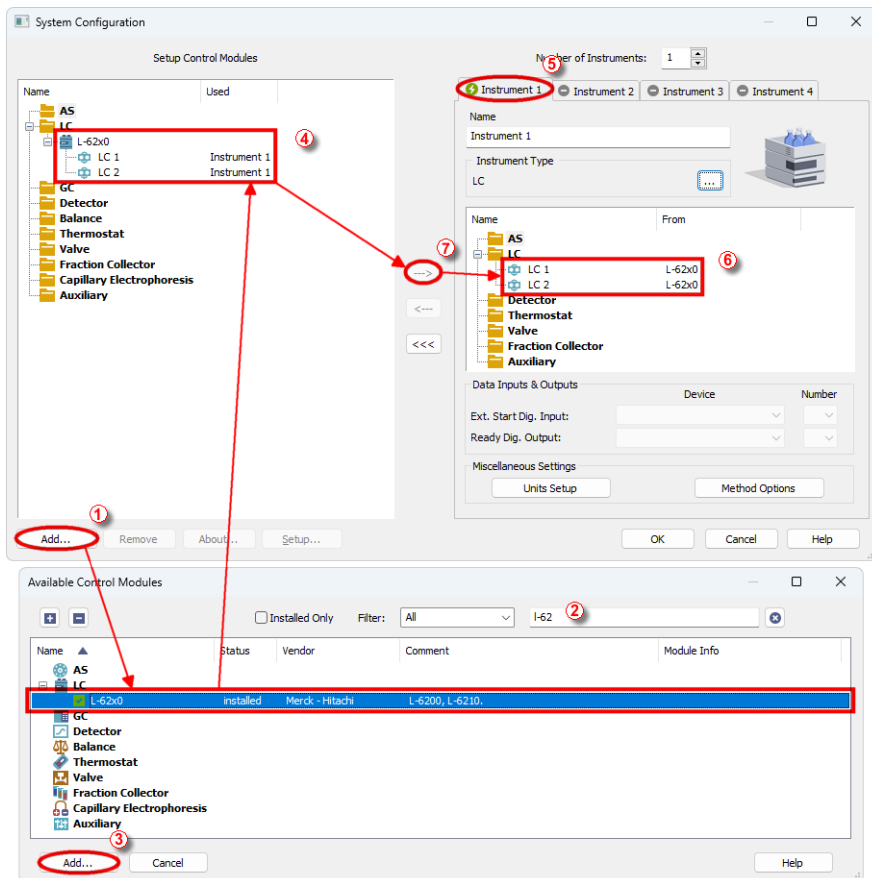 System Configuration
Setup Control Modules
Number of Instruments: 1
⑤
Name Used
AS
LC
L-62x0
LC 1 Instrument 1
LC 2 Instrument 1
④
GC
Detector
Balance
Thermostat
Valve
Fraction Collector
Capillary Electrophoresis
Auxiliary
⑦
--->
<---
<<<
Instrument 1 Instrument 2 Instrument 3 Instrument 4
Name
Instrument 1
Instrument Type
LC ...
Name From
AS
LC
LC 1 L-62x0
LC 2 L-62x0
⑥
Detector
Thermostat
Valve
Fraction Collector
Auxiliary
Data Inputs & Outputs
Device Number
Ext. Start Dig. Input:
Ready Dig. Output:
Miscellaneous Settings
Units Setup Method Options
①
Add... Remove About... Setup...
OK Cancel Help
Available Control Modules
Installed Only Filter: All l-62 ②
Name Status Vendor Comment Module Info
AS
LC
L-62x0 installed Merck - Hitachi L-6200, L-6210.
GC
Detector
Balance
Thermostat
Valve
Fraction Collector
Capillary Electrophoresis
Auxiliary
③
Add... Cancel Help